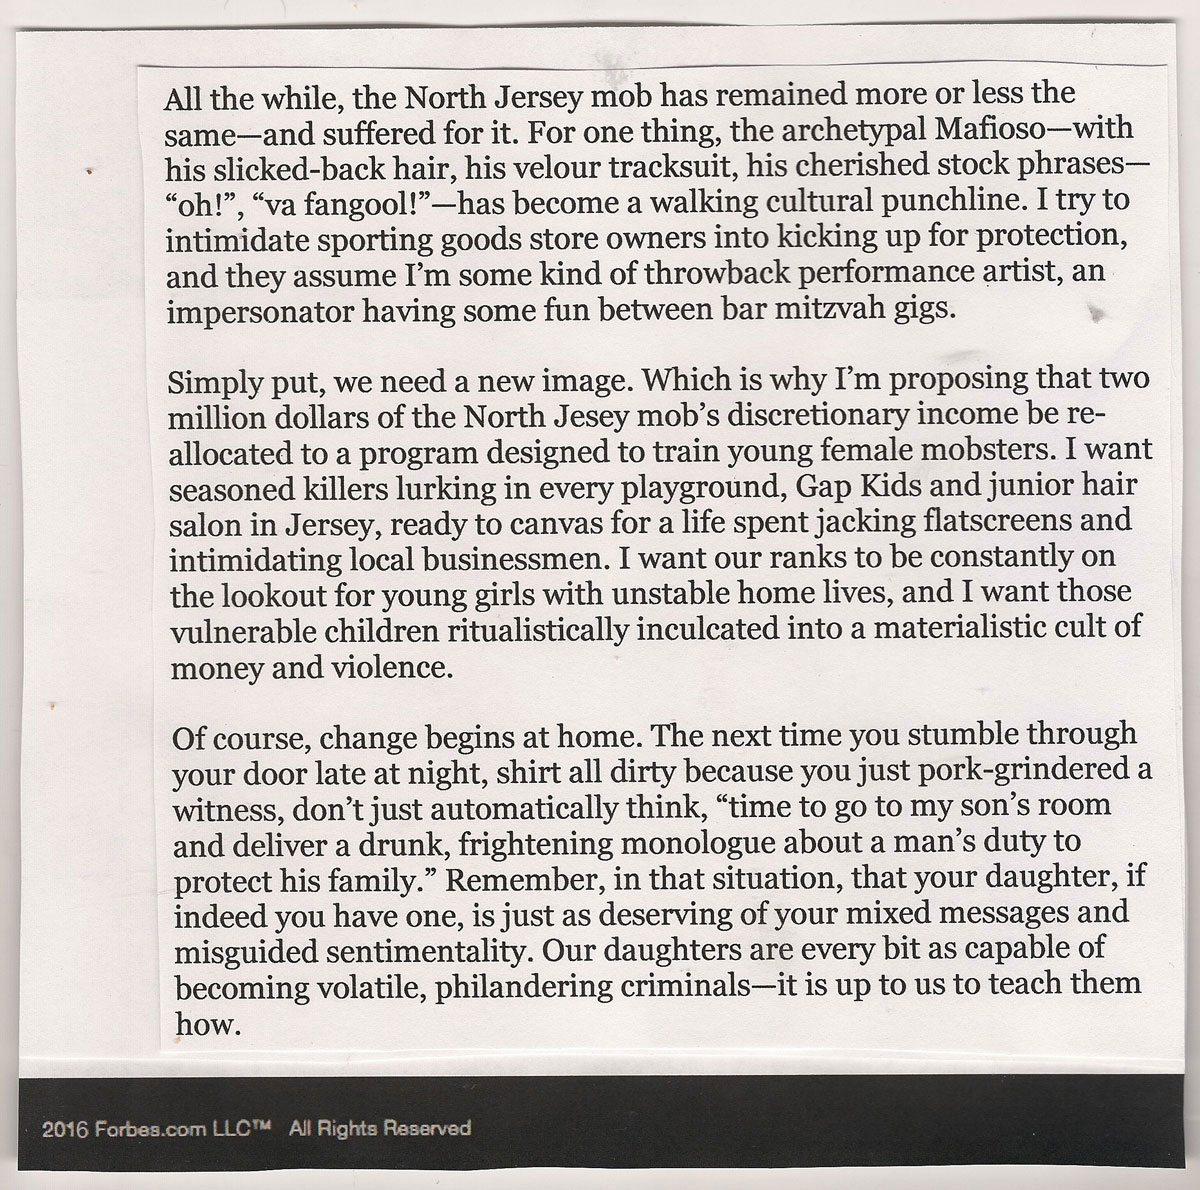 All the while, the North Jersey mob has remained more or less the
same—and suffered for it. For one thing, the archetypal Mafioso—with
his slicked-back hair, his velour tracksuit, his cherished stock phrases—
“oh!”, “va fangool!”—has become a walking cultural punchline. I try to
intimidate sporting goods store owners into kicking up for protection,
and they assume I’m some kind of throwback performance artist, an
impersonator having some fun between bar mitzvah gigs.
Simply put, we need a new image. Which is why I’m proposing that two
million dollars of the North Jesey mob’s discretionary income be re-
allocated to a program designed to train young female mobsters. I want
seasoned killers lurking in every playground, Gap Kids and junior hair
salon in Jersey, ready to canvas for a life spent jacking flatscreens and
intimidating local businessmen. I want our ranks to be constantly on
the lookout for young girls with unstable home lives, and I want those
vulnerable children ritualistically inculcated into a materialistic cult of
money and violence.
Of course, change begins at home. The next time you stumble through
your door late at night, shirt all dirty because you just pork-grindered a
witness, don’t just automatically think, “time to go to my son’s room
and deliver a drunk, frightening monologue about a man’s duty to
protect his family.” Remember, in that situation, that your daughter, if
indeed you have one, is just as deserving of your mixed messages and
misguided sentimentality. Our daughters are every bit as capable of
becoming volatile, philandering criminals—it is up to us to teach them
how.
2016 Forbes.com LLC™ All Rights Reserved